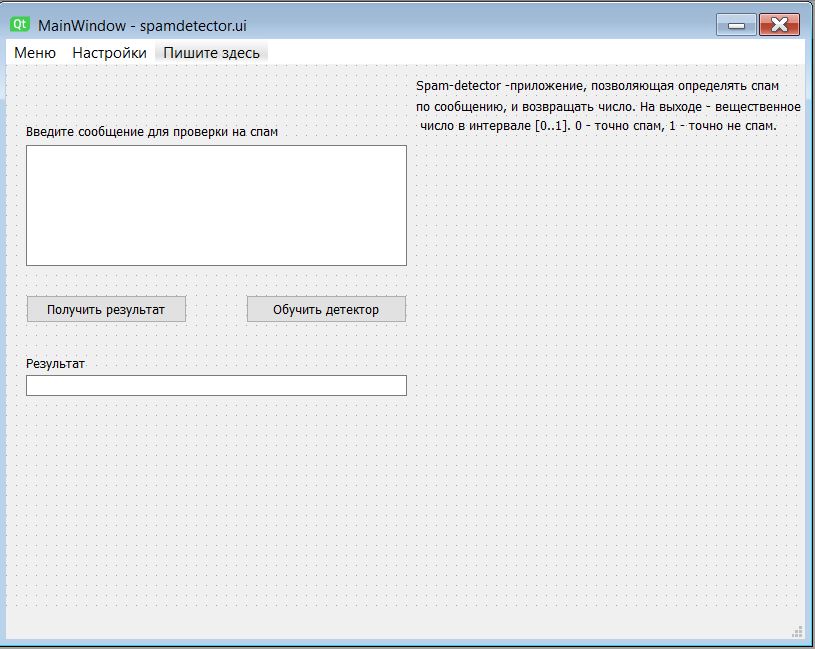 Qt MainWindow - spamdetector.ui
Меню Настройки Пишите здесь
Spam-detector -приложение, позволяющая определять спам
по сообщению, и возвращать число. На выходе - вещественное
число в интервале [0..1]. 0 - точно спам, 1 - точно не спам.
Введите сообщение для проверки на спам
Получить результат Обучить детектор
Результат